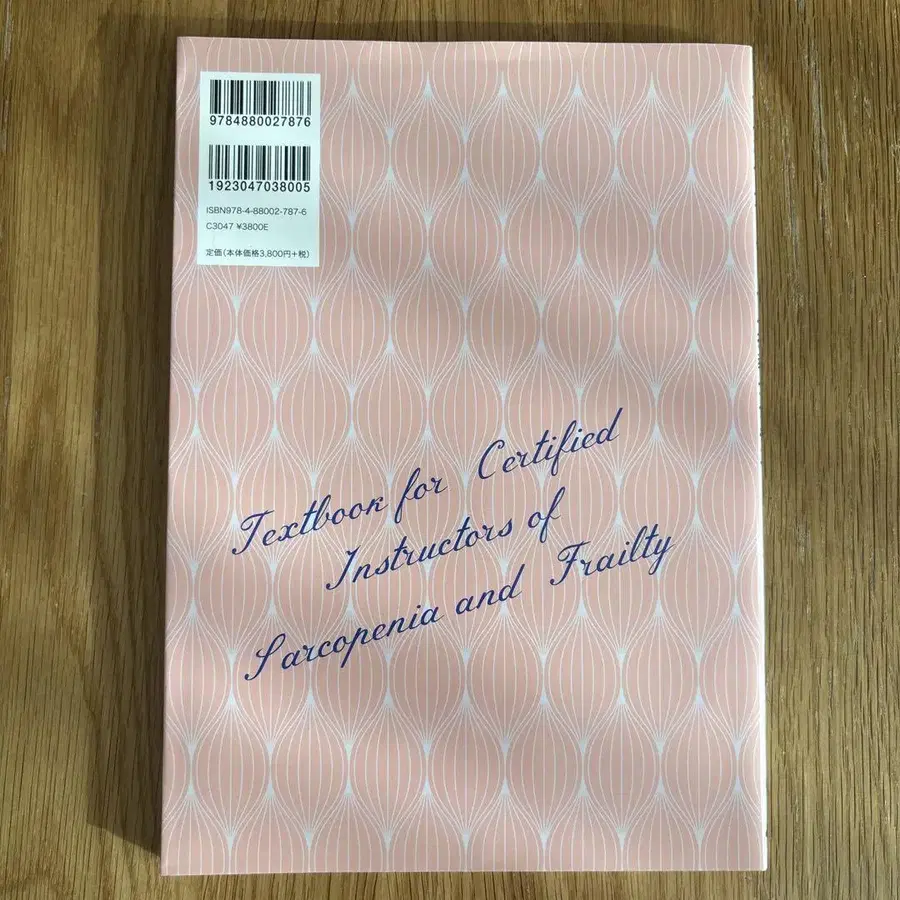 9784880027876
1923047038005
ISBN978-4-88002-787-6
C3047 ¥3800E
定価(本体価格3,800円+税)
Textbook for Certified
Instructors of
Sarcopenia and Frailty